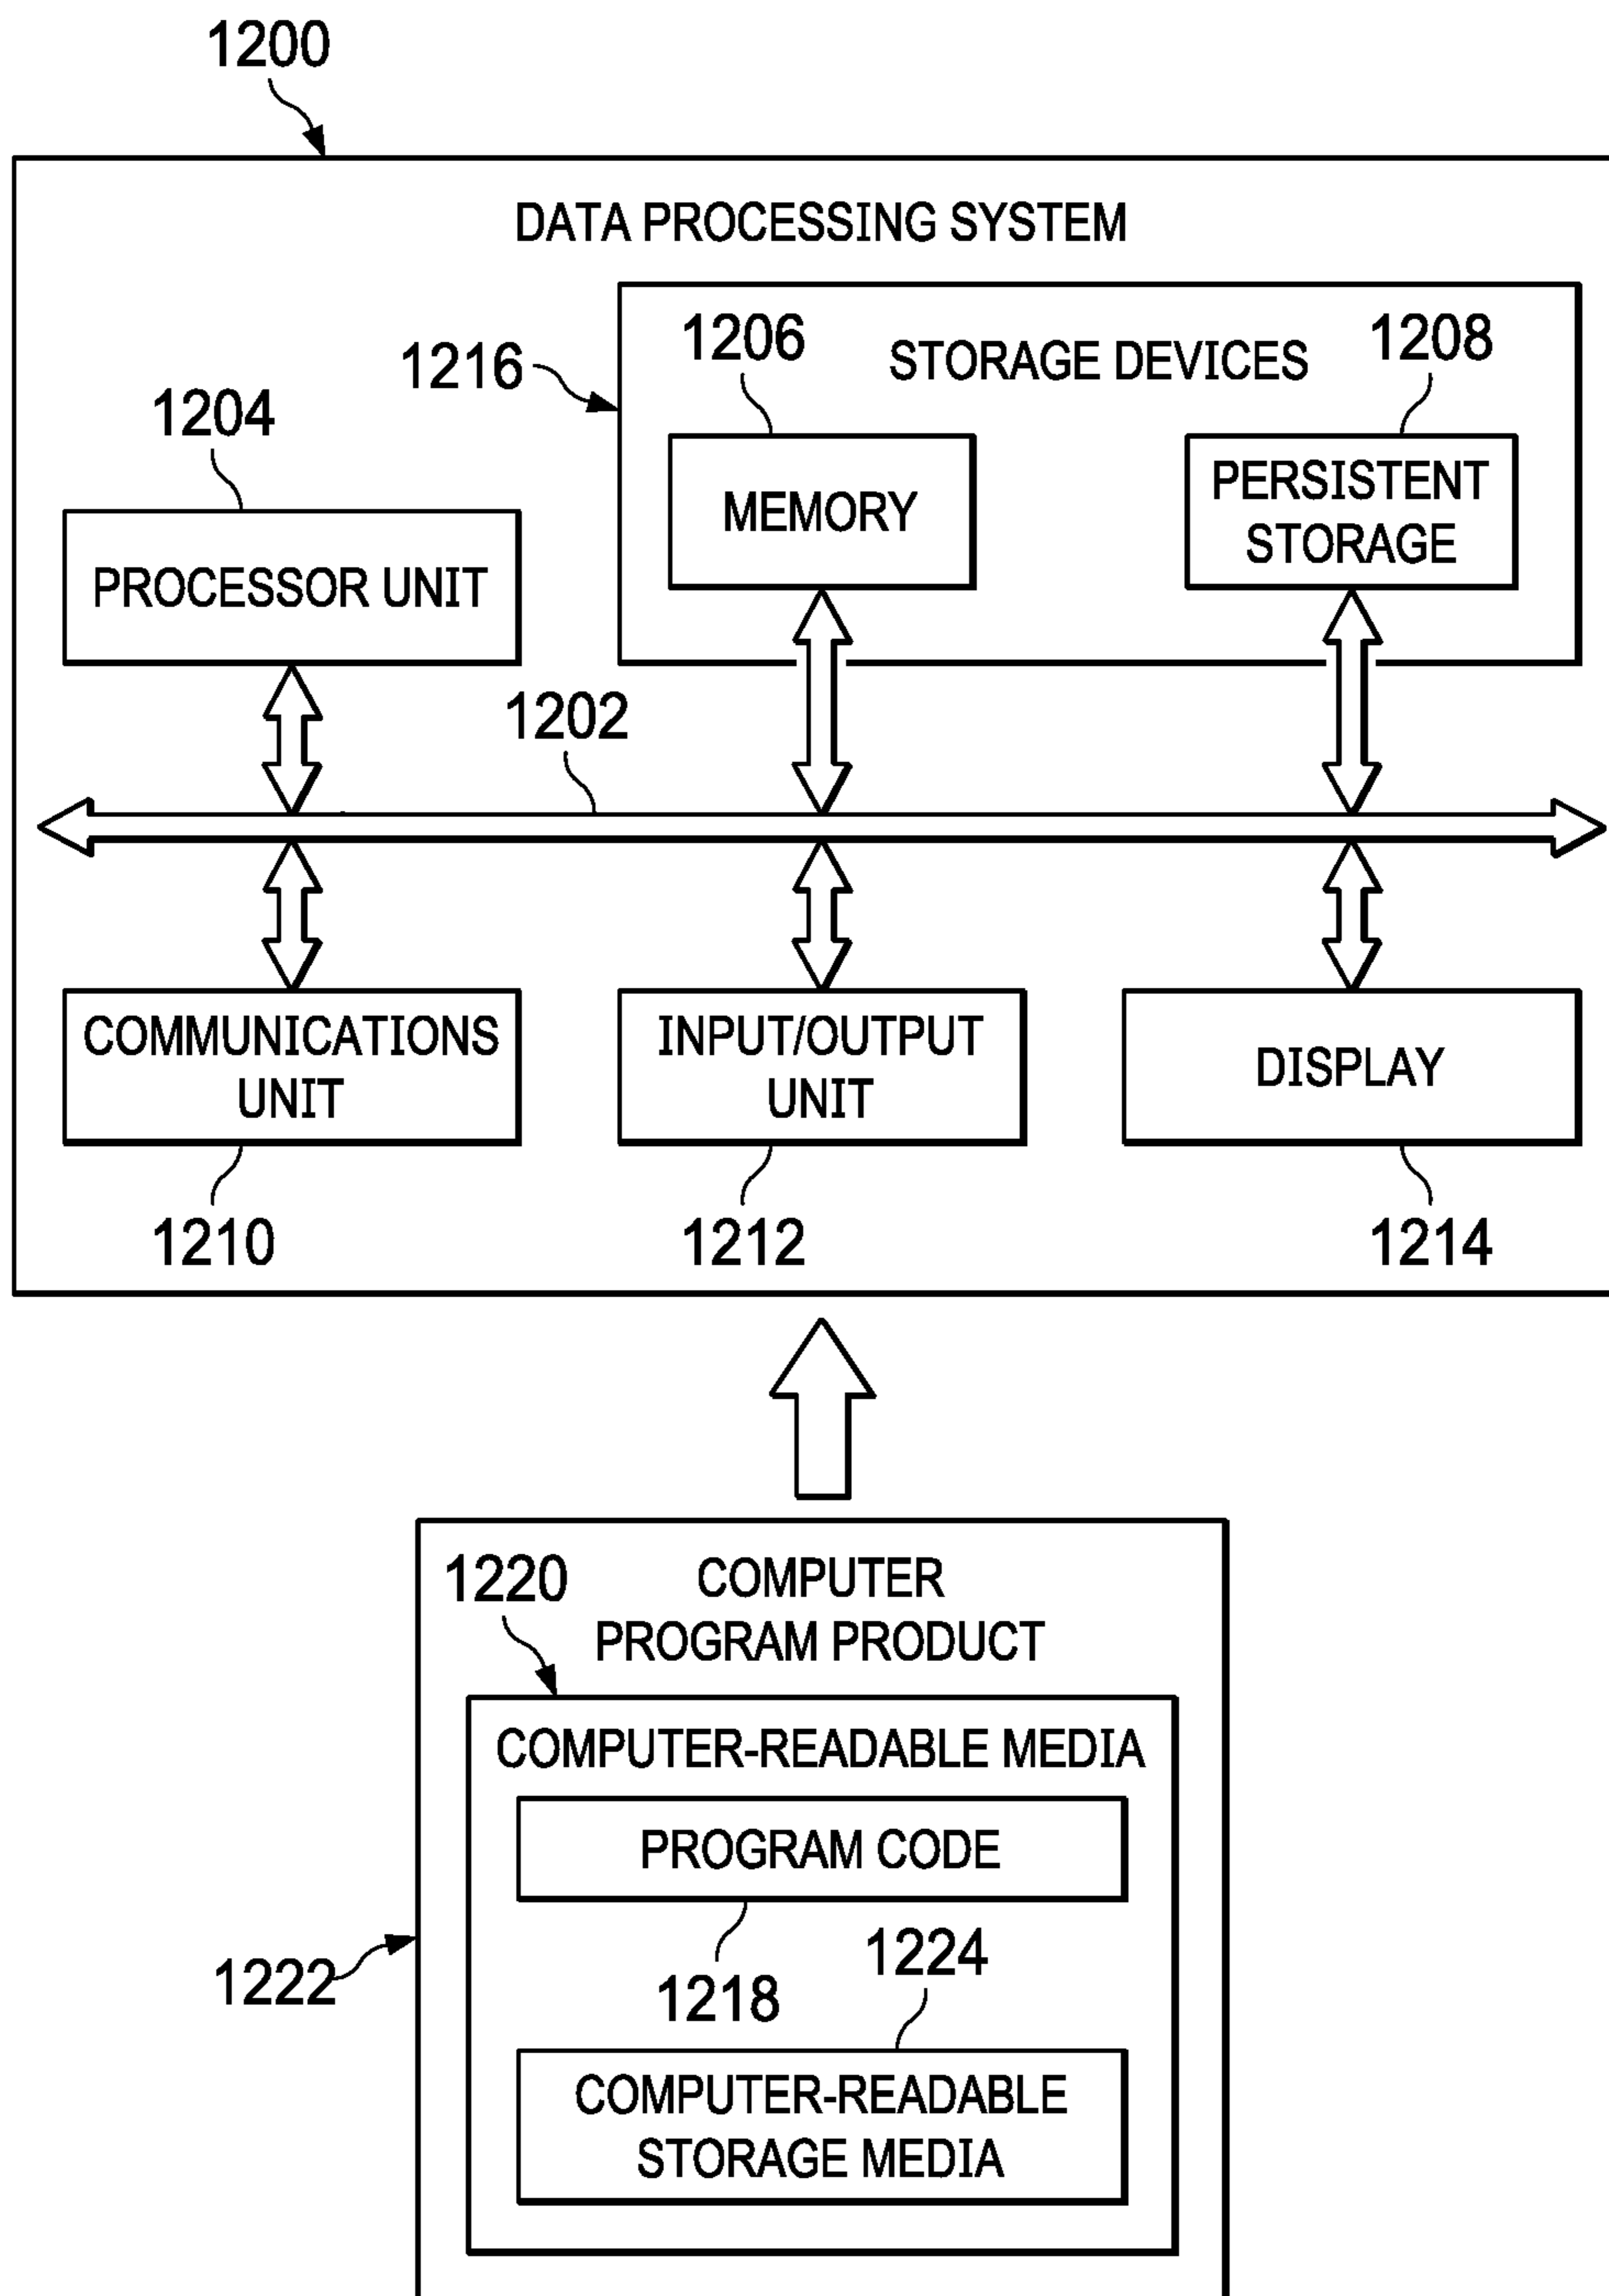 1200
DATA PROCESSING SYSTEM
1206
1208
1216
STORAGE DEVICES
1204
MEMORY
PERSISTENT
STORAGE
PROCESSOR UNIT
1202
COMMUNICATIONS
UNIT
INPUT/OUTPUT
UNIT
DISPLAY
1210
1212
1214
1220
COMPUTER
PROGRAM PRODUCT
COMPUTER-READABLE MEDIA
PROGRAM CODE
1222
1218
1224
COMPUTER-READABLE
STORAGE MEDIA